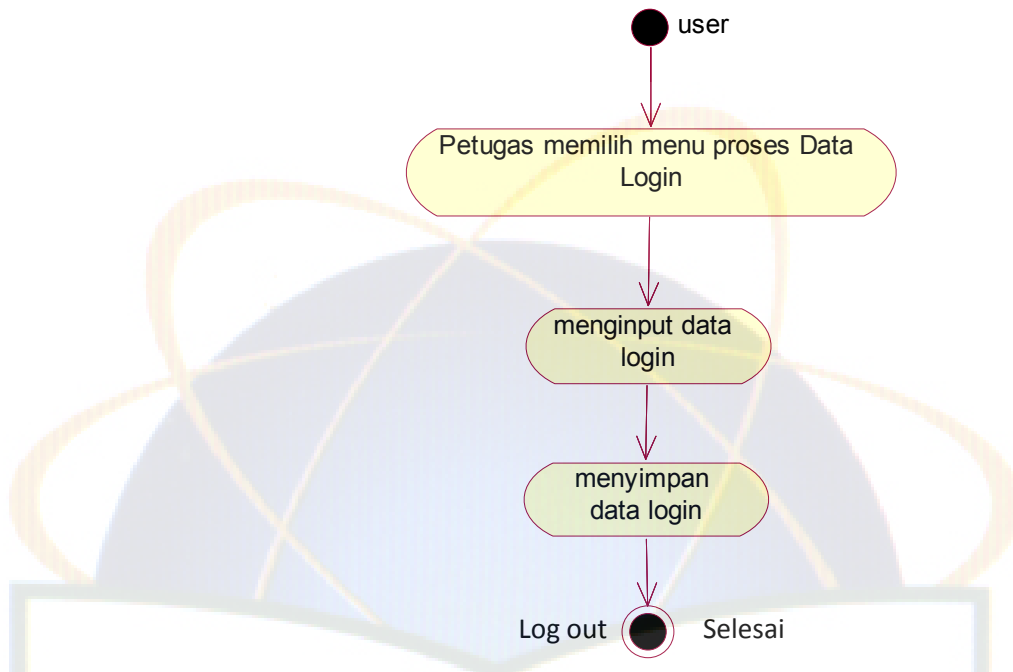 user
Petugas memilih menu proses Data
Login
menginput data
login
menyimpan
data login
Log out Selesai